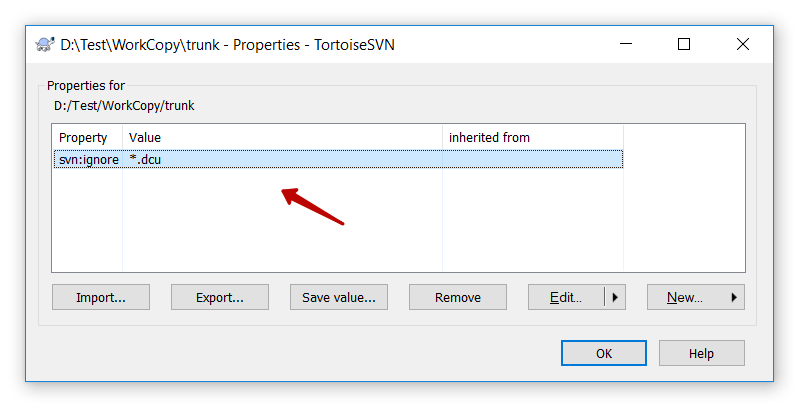 D:\Test\WorkCopy\trunk - Properties - TortoiseSVN
Properties for
D:/Test/WorkCopy/trunk
Property Value inherited from
svn:ignore *.dcu
Import... Export... Save value... Remove Edit... New...
OK Help